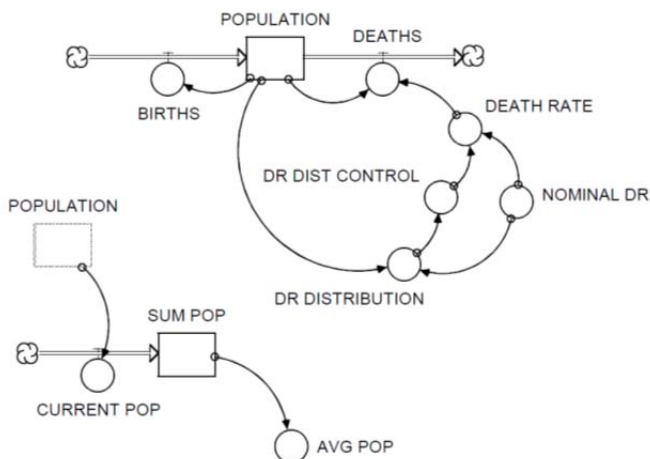 POPULATION
DEATHS
BIRTHS
DEATH RATE
DR DIST CONTROL
NOMINAL DR
POPULATION
DR DISTRIBUTION
SUM POP
CURRENT POP
AVG POP